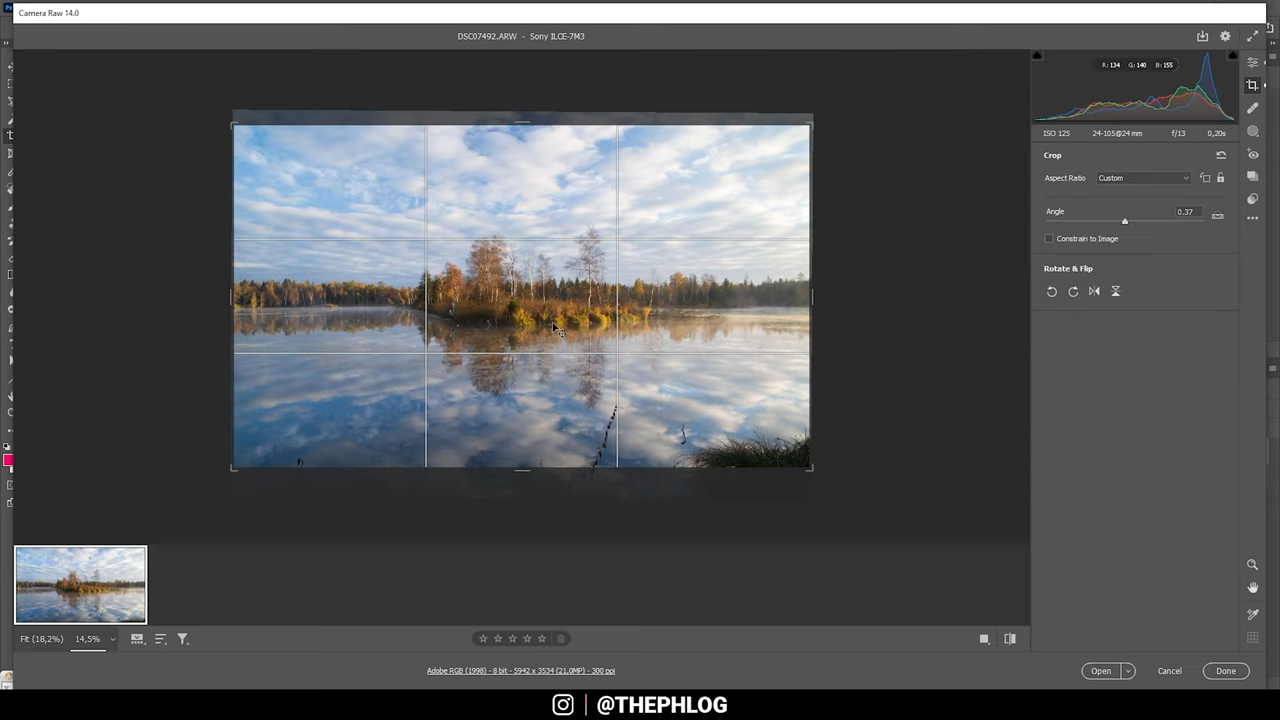 Camera Raw 14.0
DSC07492.ARW - Sony ILCE-7M3
R: 134 G: 140 B: 155
ISO 125 24-105@24 mm f/13 0,20s
Crop
Aspect Ratio Custom
Angle 0.37
Constrain to Image
Rotate & Flip
Fit (18,2%) 14,5%
Adobe RGB (1998) - 8 bit - 5942 x 3534 (21,0MP) - 300 ppi
Open Cancel Done
@THEPHLOG